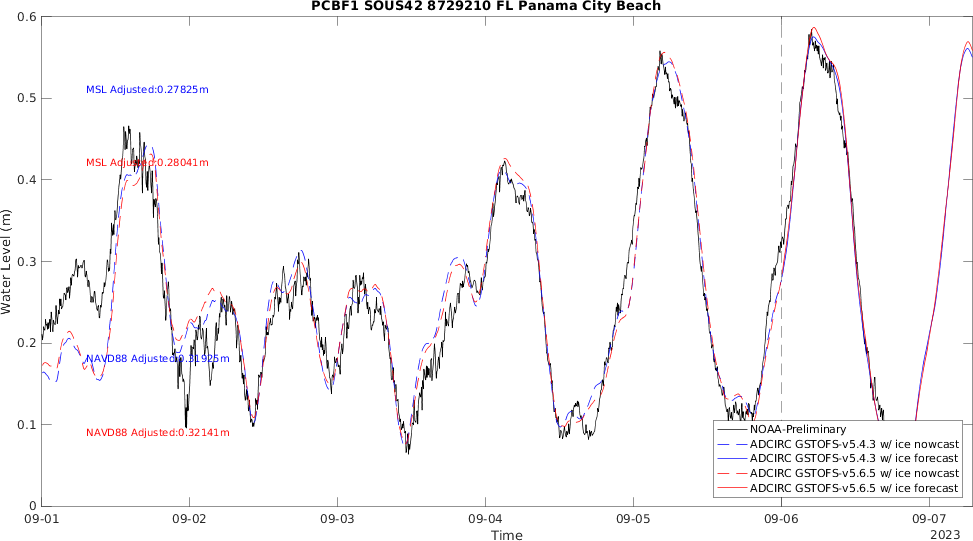 PCBF1 SOUS42 8729210 FL Panama City Beach
0.6
0.5
0.4
0.3
0.2
0.1
0
Water Level (m)
MSL Adjusted:0.27825m
MSL Adjusted:0.28041m
NAVD88 Adjusted:0.31925m
NAVD88 Adjusted:0.32141m
NOAA-Preliminary
ADCIRC GSTOFS-v5.4.3 w/ ice nowcast
ADCIRC GSTOFS-v5.4.3 w/ ice forecast
ADCIRC GSTOFS-v5.6.5 w/ ice nowcast
ADCIRC GSTOFS-v5.6.5 w/ ice forecast
09-01 09-02 09-03 09-04 09-05 09-06 09-07
Time
2023